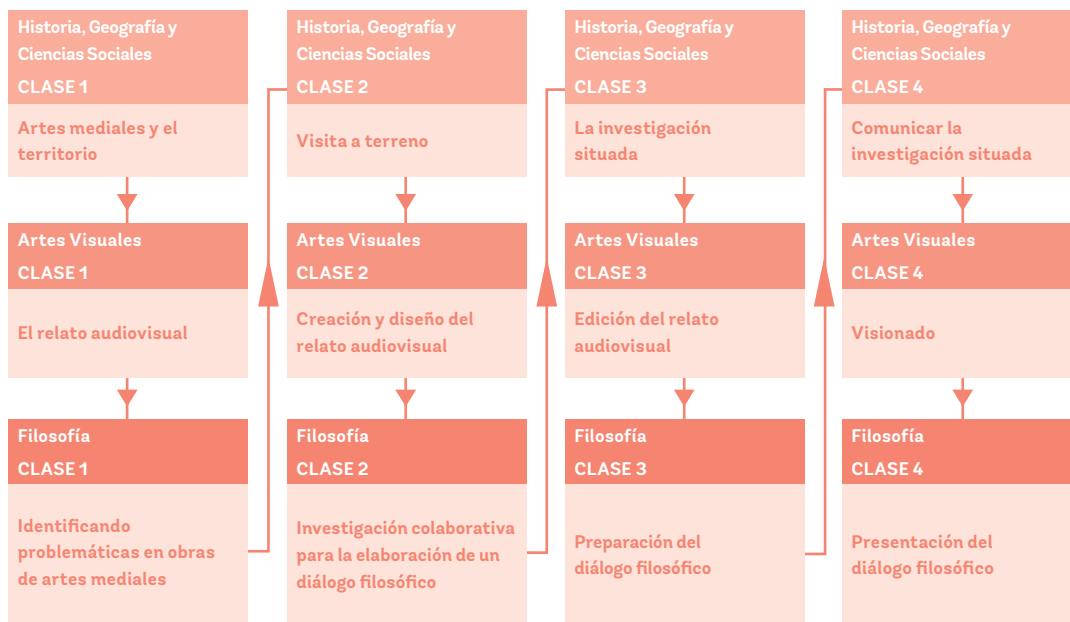 Historia, Geografía y
Ciencias Sociales
CLASE 1
Artes mediales y el
territorio
Artes Visuales
CLASE 1
El relato audiovisual
Filosofía
CLASE 1
Identificando
problemáticas en obras
de artes mediales
Historia, Geografía y
Ciencias Sociales
CLASE 2
Visita a terreno
Artes Visuales
CLASE 2
Creación y diseño del
relato audiovisual
Filosofía
CLASE 2
Investigación colaborativa
para la elaboración de un
diálogo filosófico
Historia, Geografía y
Ciencias Sociales
CLASE 3
La investigación
situada
Artes Visuales
CLASE 3
Edición del relato
audiovisual
Filosofía
CLASE 3
Preparación del
diálogo filosófico
Historia, Geografía y
Ciencias Sociales
CLASE 4
Comunicar la
investigación situada
Artes Visuales
CLASE 4
Visionado
Filosofía
CLASE 4
Presentación del
diálogo filosófico